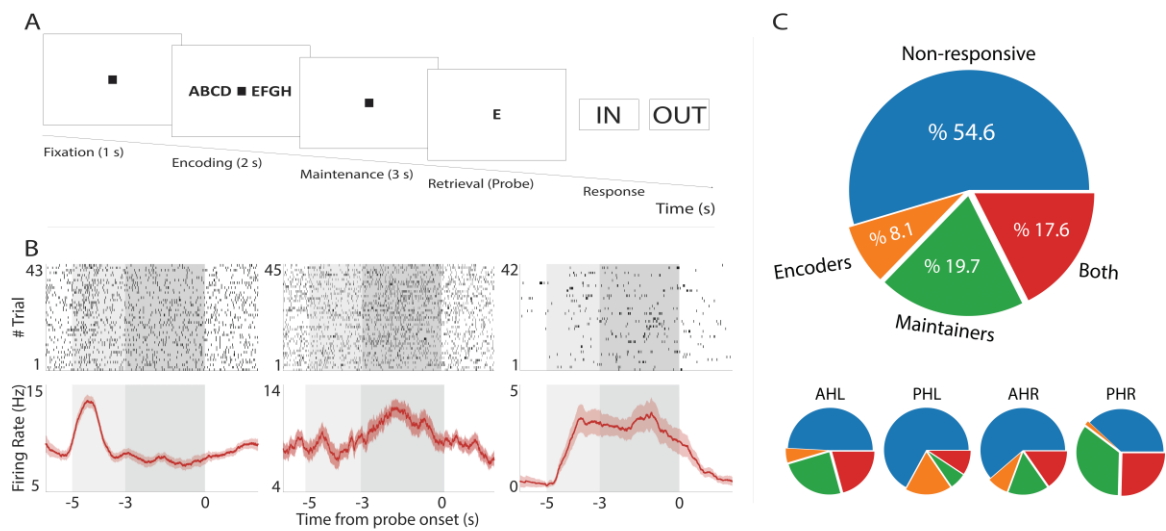 A
ABCD ■ EFGH
E
IN OUT
Fixation (1 s)
Encoding (2 s)
Maintenance (3 s)
Retrieval (Probe)
Response
Time (s)
B
# Trial
43
1
45
1
42
1
Firing Rate (Hz)
15
5
14
4
5
0
-5 -3 0
-5 -3 0
-5 -3 0
Time from probe onset (s)
C
Non-responsive
% 54.6
% 8.1
% 17.6
Encoders
% 19.7
Both
Maintainers
AHL PHL AHR PHR